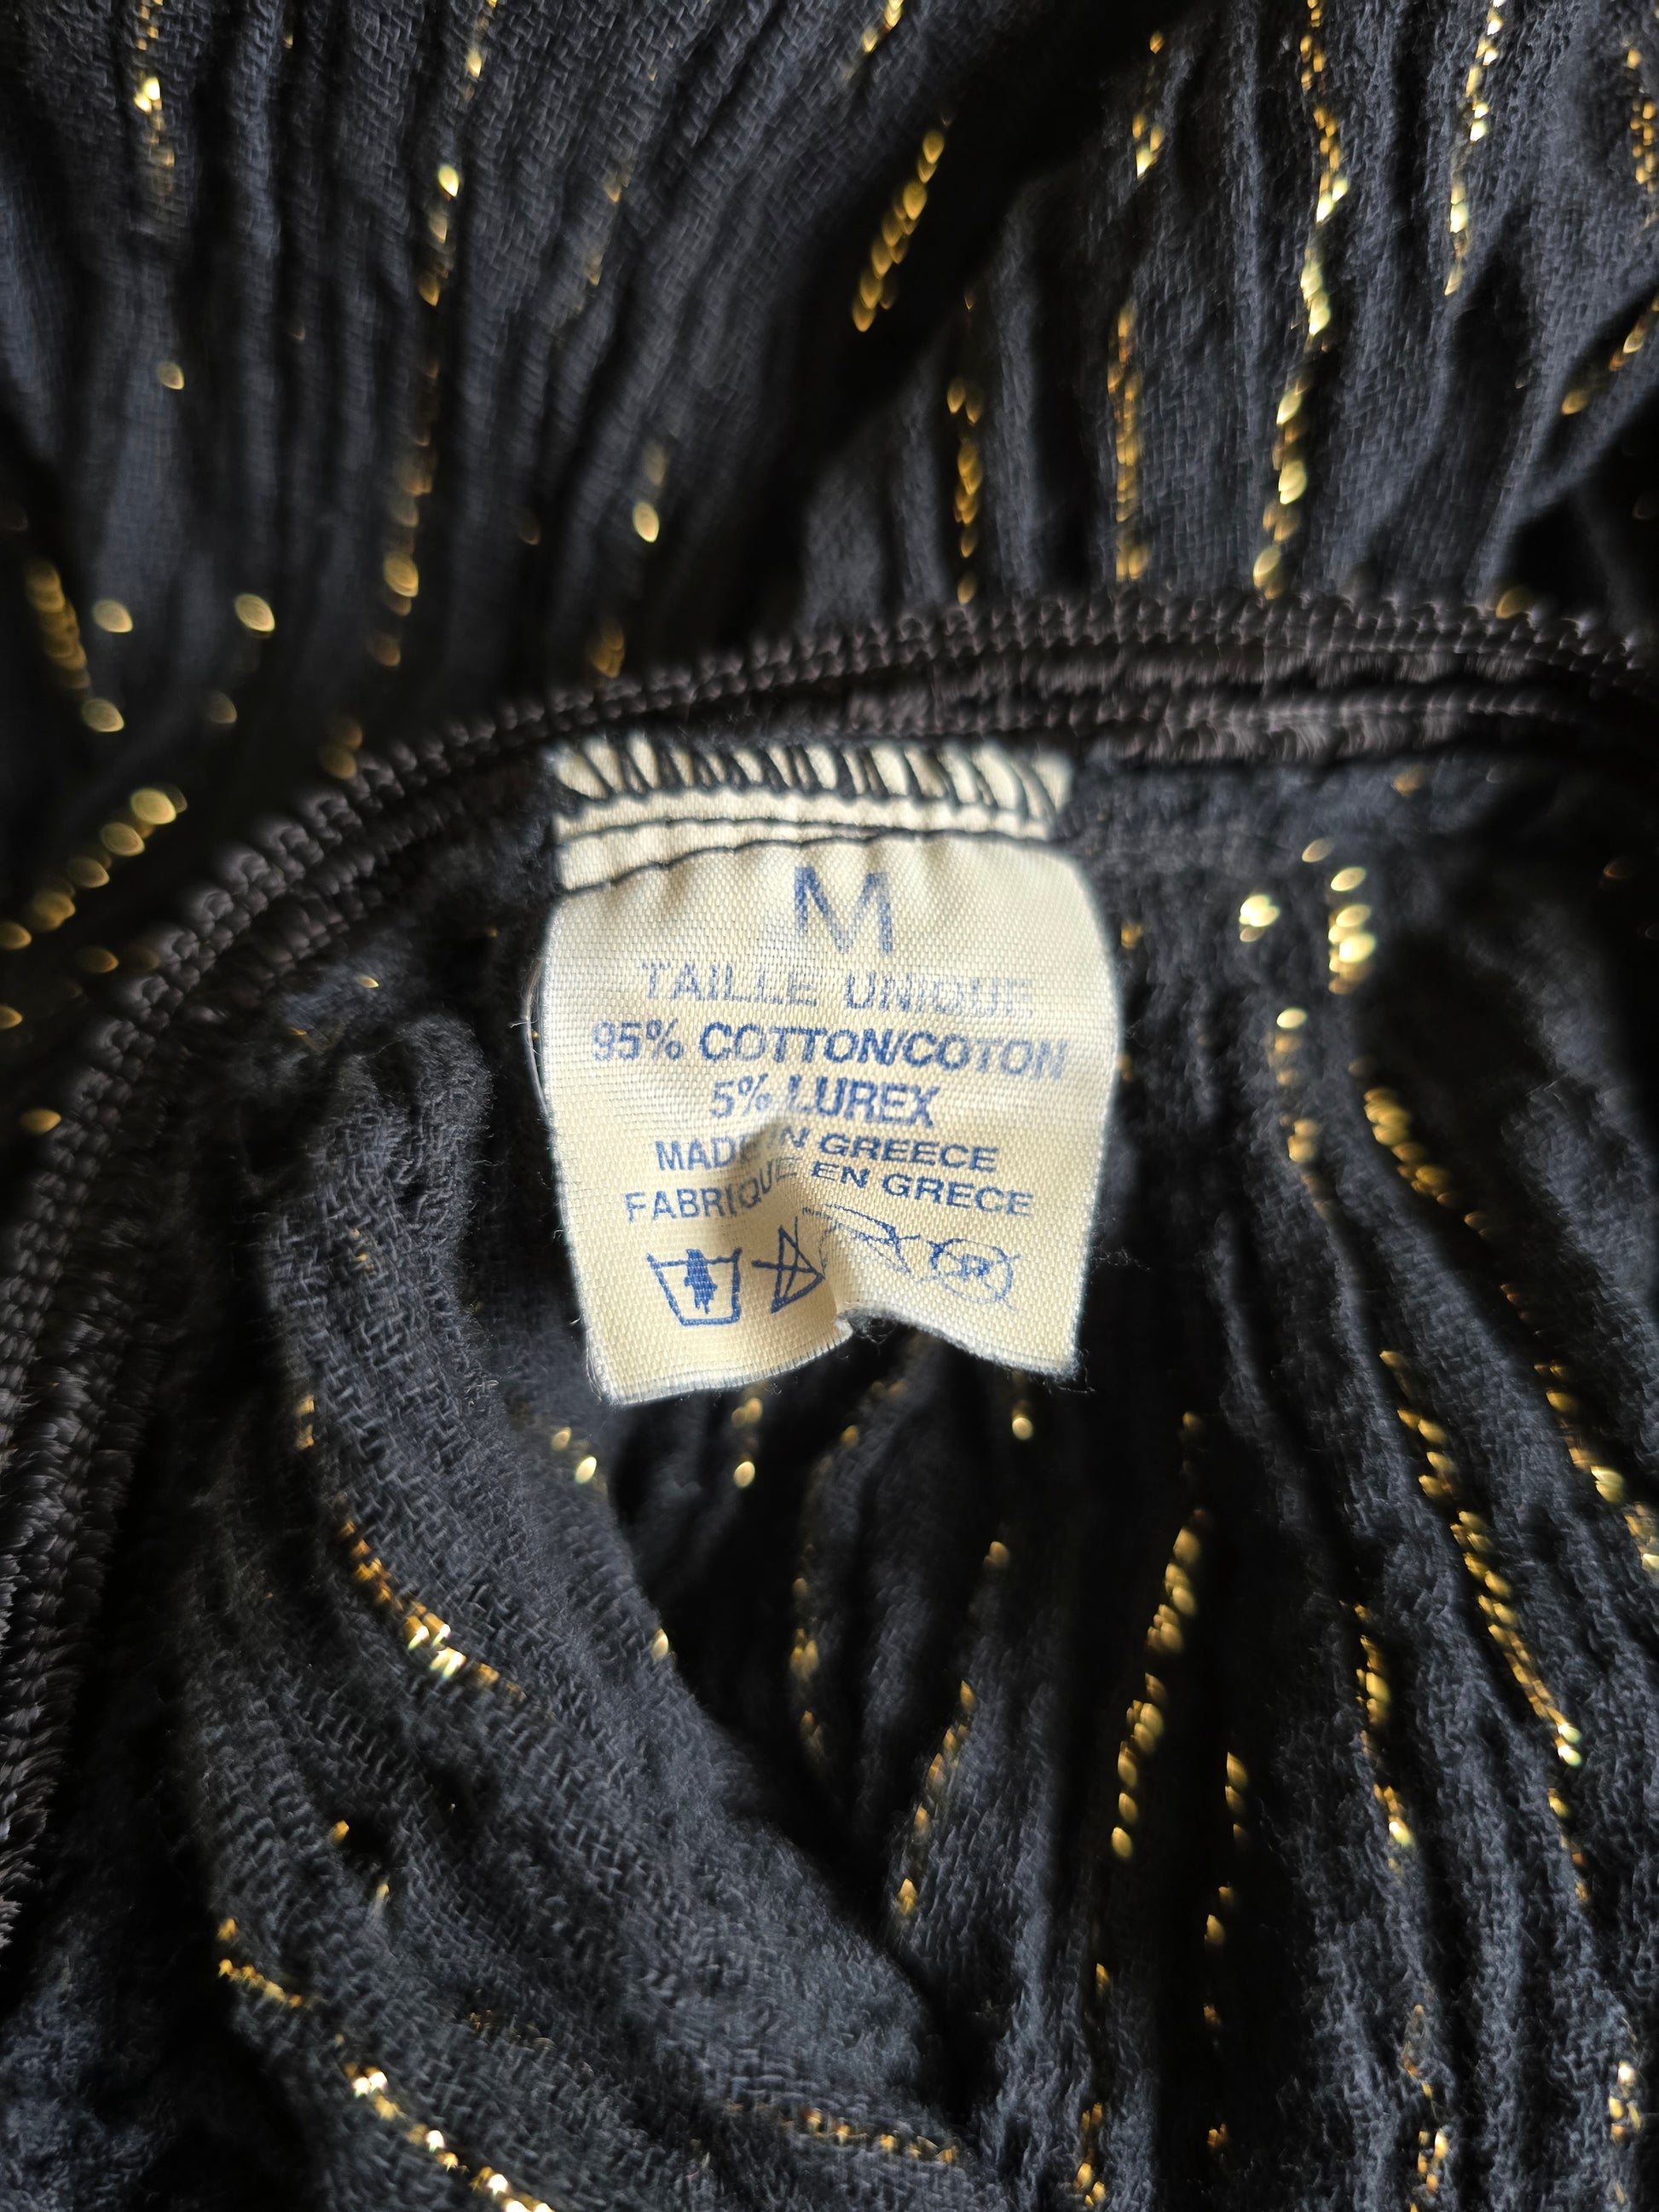 M
TAILLE UNIQUE
95% COTTON/COTON
5% LUREX
MADE IN GREECE
FABRIQUE EN GRECE